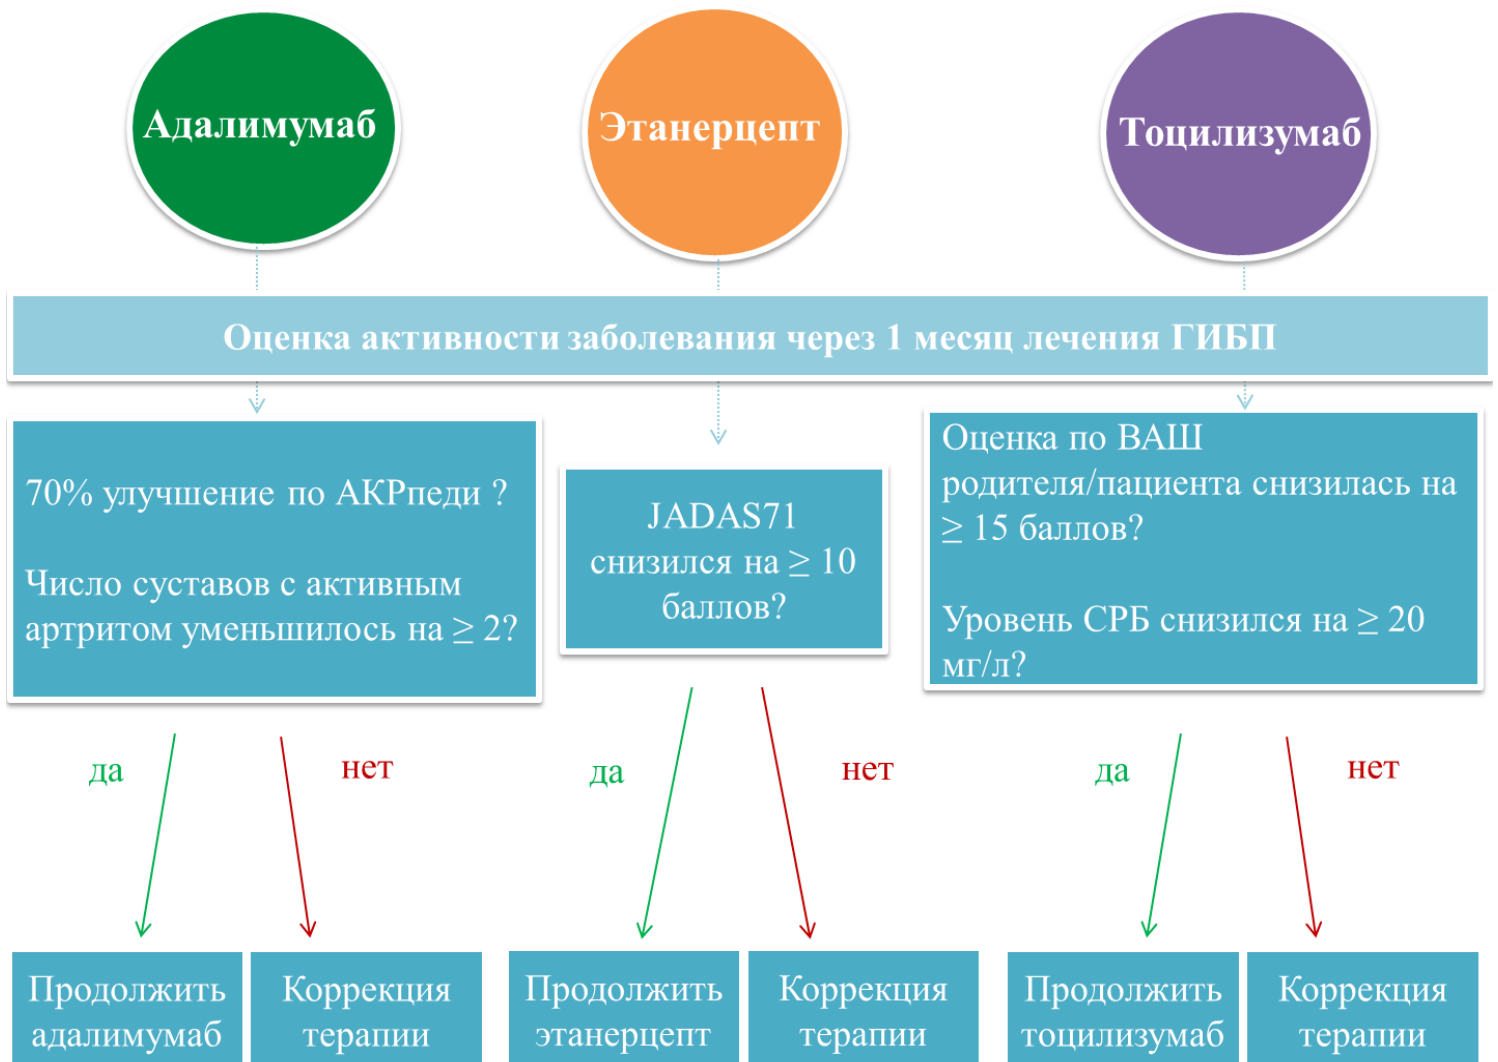 Адалимумаб
Этанерцепт
Тоцилизумаб
Оценка активности заболевания через 1 месяц лечения ГИБП
70% улучшение по АКРпеди ?
Число суставов с активным
артритом уменьшилось на ≥ 2?
JADAS71
снизился на ≥ 10
баллов?
Оценка по ВАШ
родителя/пациента снизилась на
≥ 15 баллов?
Уровень СРБ снизился на ≥ 20
мг/л?
да
нет
да
нет
да
нет
Продолжить
адалимумаб
Коррекция
терапии
Продолжить
этанерцепт
Коррекция
терапии
Продолжить
тоцилизумаб
Коррекция
терапии